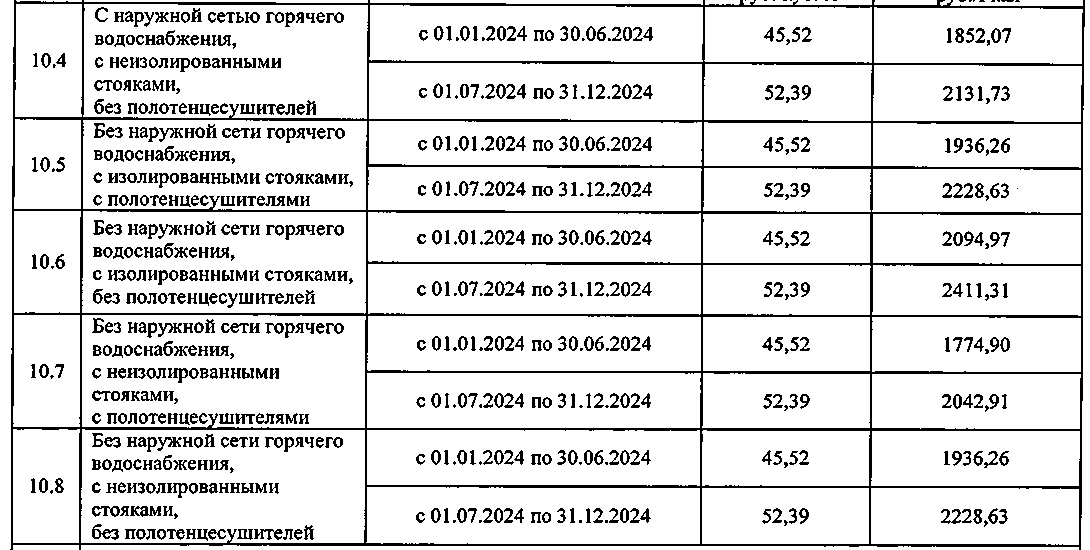 10.4
С наружной сетью горячего
водоснабжения,
с неизолированными
стояками,
без полотенцесушителей
с 01.01.2024 по 30.06.2024 45,52 1852,07
с 01.07.2024 по 31.12.2024 52,39 2131,73
10.5
Без наружной сети горячего
водоснабжения,
с изолированными стояками,
с полотенцесушителями
с 01.01.2024 по 30.06.2024 45,52 1936,26
с 01.07.2024 по 31.12.2024 52,39 2228,63
10.6
Без наружной сети горячего
водоснабжения,
с изолированными стояками,
без полотенцесушителей
с 01.01.2024 по 30.06.2024 45,52 2094,97
с 01.07.2024 по 31.12.2024 52,39 2411,31
10.7
Без наружной сети горячего
водоснабжения,
с неизолированными
стояками,
с полотенцесушителями
с 01.01.2024 по 30.06.2024 45,52 1774,90
с 01.07.2024 по 31.12.2024 52,39 2042,91
10.8
Без наружной сети горячего
водоснабжения,
с неизолированными
стояками,
без полотенцесушителей
с 01.01.2024 по 30.06.2024 45,52 1936,26
с 01.07.2024 по 31.12.2024 52,39 2228,63